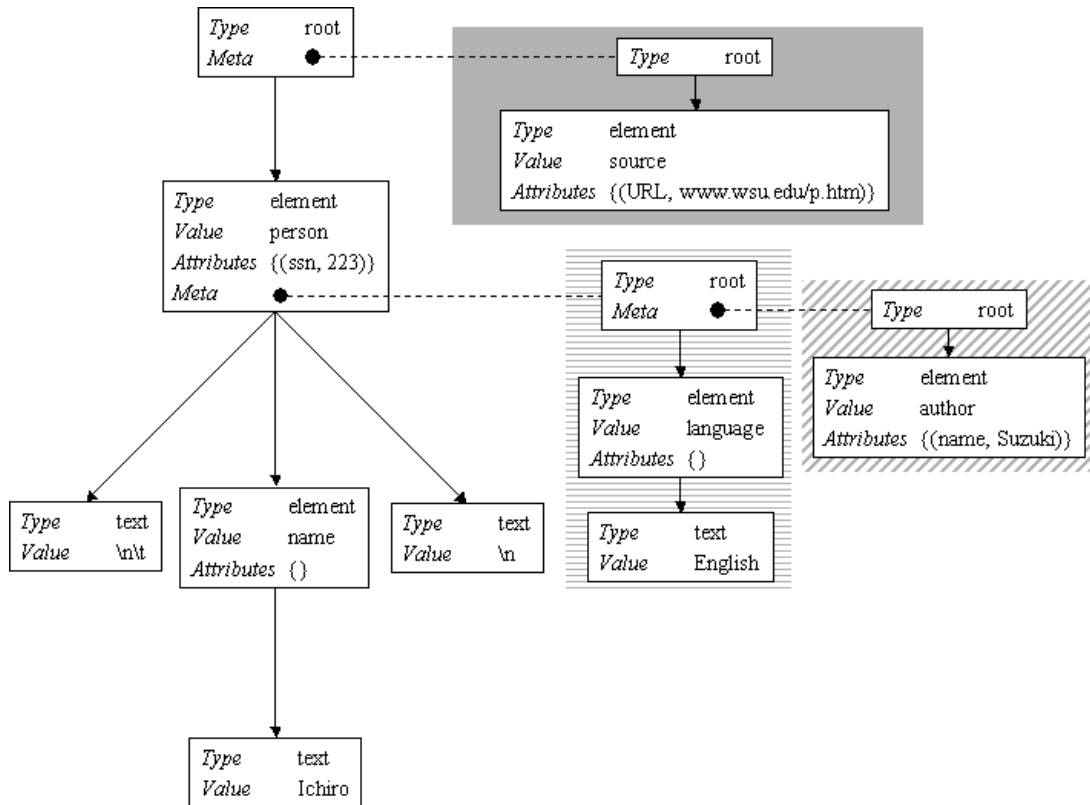 Type root
Meta
Type root
Type element
Value source
Attributes {(URL, www.wsu.edu/p.htm)}
Type element
Value person
Attributes {(ssn, 223)}
Meta
Type root
Meta
Type root
Type element
Value author
Attributes {(name, Suzuki)}
Type element
Value language
Attributes {}
Type text
Value \n\t
Type element
Value name
Attributes {}
Type text
Value \n
Type text
Value English
Type text
Value Ichiro